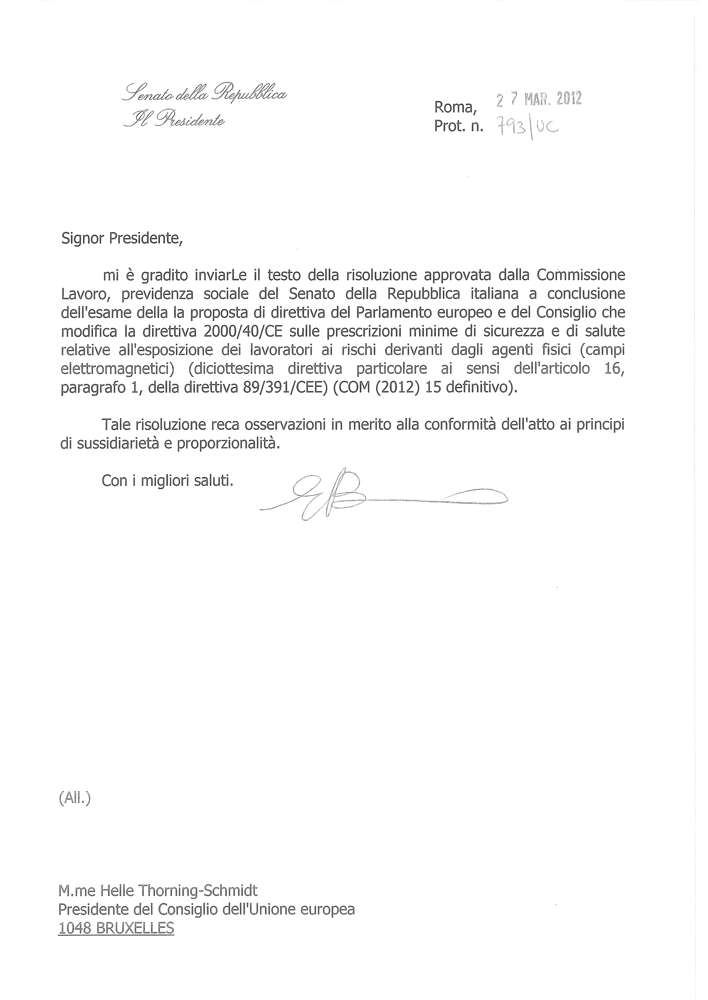 Senato della Repubblica
Il Presidente
Roma, 27 MAR. 2012
Prot. n. 793/UC
Signor Presidente,
mi è gradito inviarLe il testo della risoluzione approvata dalla Commissione
Lavoro, previdenza sociale del Senato della Repubblica italiana a conclusione
dell'esame della la proposta di direttiva del Parlamento europeo e del Consiglio che
modifica la direttiva 2000/40/CE sulle prescrizioni minime di sicurezza e di salute
relative all'esposizione dei lavoratori ai rischi derivanti dagli agenti fisici (campi
elettromagnetici) (diciottesima direttiva particolare ai sensi dell'articolo 16,
paragrafo 1, della direttiva 89/391/CEE) (COM (2012) 15 definitivo).
Tale risoluzione reca osservazioni in merito alla conformità dell'atto ai principi
di sussidiarietà e proporzionalità.
Con i migliori saluti.
(All.)
M.me Helle Thorning-Schmidt
Presidente del Consiglio dell'Unione europea
1048 BRUXELLES